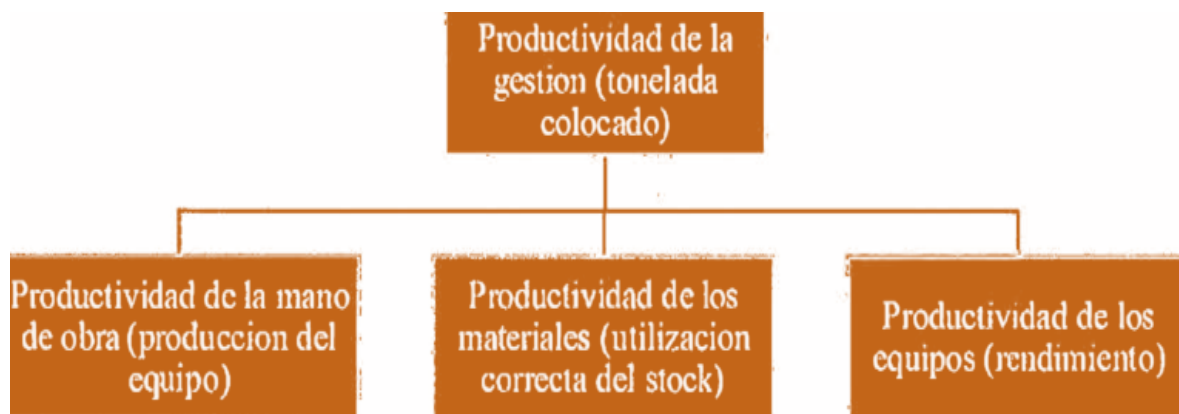 Productividad de la
gestion (tonelada
colocado)
Productividad de la mano
de obra (produccion del
equipo)
Productividad de los
materiales (utilizacion
correcta del stock)
Productividad de los
equipos (rendimiento)